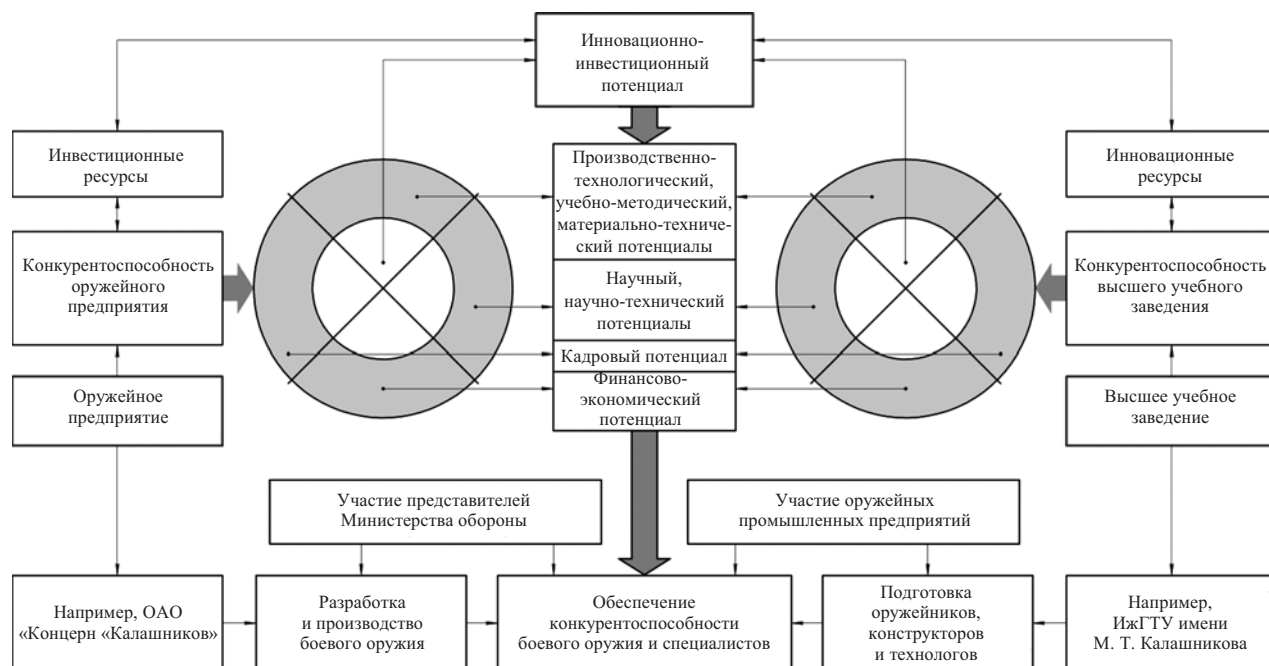 Инновационно-
инвестиционный
потенциал
Инвестиционные
ресурсы
Производственно-
технологический,
учебно-методический,
материально-техниче-
ский потенциалы
Инновационные
ресурсы
Конкурентоспособность
оружейного
предприятия
Научный,
научно-технический
потенциалы
Конкурентоспособность
высшего учебного
заведения
Кадровый потенциал
Оружейное
предприятие
Финансово-
экономический
потенциал
Высшее учебное
заведение
Участие представителей
Министерства обороны
Участие оружейных
промышленных предприятий
Например, ОАО
«Концерн «Калашников»
Разработка
и производство
боевого оружия
Обеспечение
конкурентоспособности
боевого оружия и специалистов
Подготовка
оружейников,
конструкторов
и технологов
Например,
ИжГТУ имени
М. Т. Калашникова